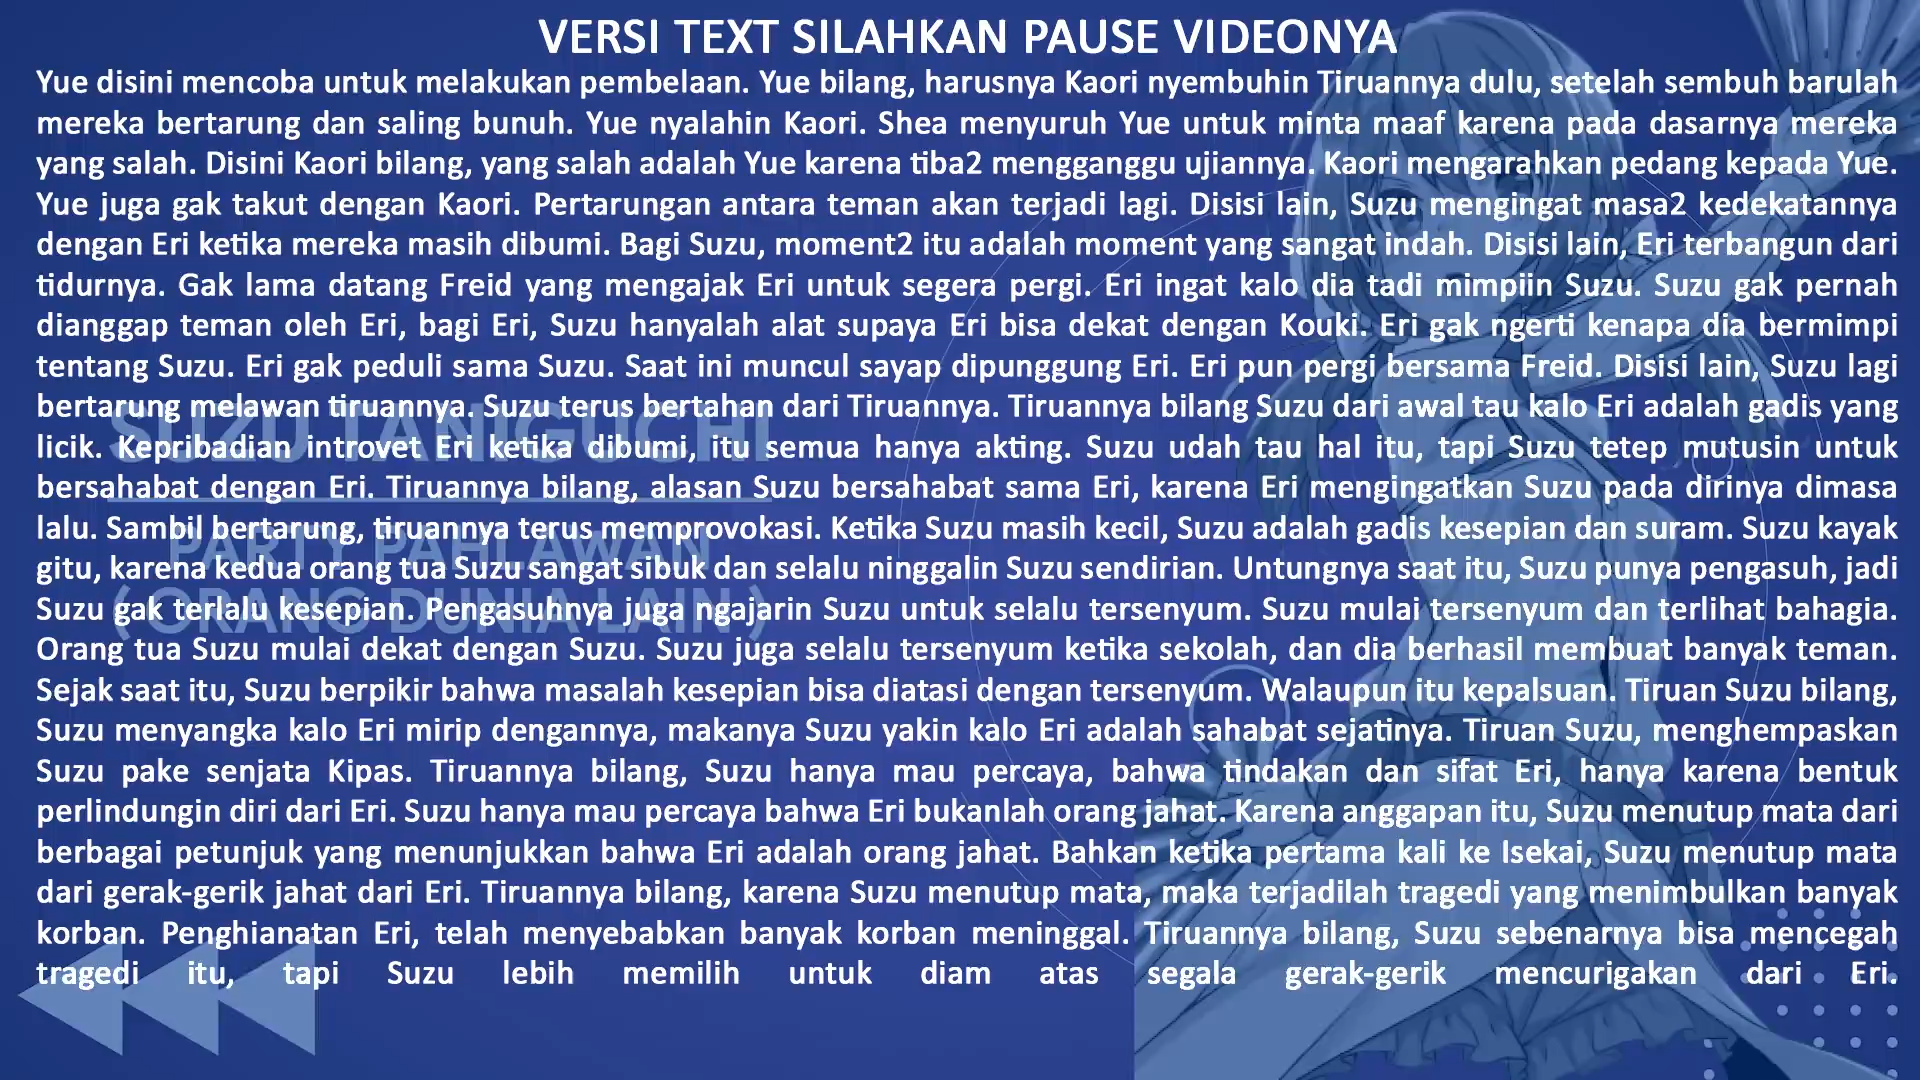 VERSI TEXT SILAHKAN PAUSE VIDEONYA
Yue disini mencoba untuk melakukan pembelaan. Yue bilang, harusnya Kaori nyembuhin Tiruannya dulu, setelah sembuh barulah
mereka bertarung dan saling bunuh. Yue nyalahin Kaori. Shea menyuruh Yue untuk minta maaf karena pada dasarnya mereka
yang salah. Disini Kaori bilang, yang salah adalah Yue karena tiba2 mengganggu ujiannya. Kaori mengarahkan pedang kepada Yue.
Yue juga gak takut dengan Kaori. Pertarungan antara teman akan terjadi lagi. Disisi lain, Suzu mengingat masa2 kedekatannya
dengan Eri ketika mereka masih dibumi. Bagi Suzu, moment2 itu adalah moment yang sangat indah. Disisi lain, Eri terbangun dari
tidurnya. Gak lama datang Freid yang mengajak Eri untuk segera pergi. Eri ingat kalo dia tadi mimpiin Suzu. Suzu gak pernah
dianggap teman oleh Eri, bagi Eri, Suzu hanyalah alat supaya Eri bisa dekat dengan Kouki. Eri gak ngerti kenapa dia bermimpi
tentang Suzu. Eri gak peduli sama Suzu. Saat ini muncul sayap dipunggung Eri. Eri pun pergi bersama Freid. Disisi lain, Suzu lagi
bertarung melawan tiruannya. Suzu terus bertahan dari Tiruannya. Tiruannya bilang Suzu dari awal tau kalo Eri adalah gadis yang
licik. Kepribadian introvet Eri ketika dibumi, itu semua hanya akting. Suzu udah tau hal itu, tapi Suzu tetep mutusin untuk
bersahabat dengan Eri. Tiruannya bilang, alasan Suzu bersahabat sama Eri, karena Eri mengingatkan Suzu pada dirinya dimasa
lalu. Sambil bertarung, tiruannya terus memprovokasi. Ketika Suzu masih kecil, Suzu adalah gadis kesepian dan suram. Suzu kayak
gitu, karena kedua orang tua Suzu sangat sibuk dan selalu ninggalin Suzu sendirian. Untungnya saat itu, Suzu punya pengasuh, jadi
Suzu gak terlalu kesepian. Pengasuhnya juga ngajarin Suzu untuk selalu tersenyum. Suzu mulai tersenyum dan terlihat bahagia.
Orang tua Suzu mulai dekat dengan Suzu. Suzu juga selalu tersenyum ketika sekolah, dan dia berhasil membuat banyak teman.
Sejak saat itu, Suzu berpikir bahwa masalah kesepian bisa diatasi dengan tersenyum. Walaupun itu kepalsuan. Tiruan Suzu bilang,
Suzu menyangka kalo Eri mirip dengannya, makanya Suzu yakin kalo Eri adalah sahabat sejatinya. Tiruan Suzu, menghempaskan
Suzu pake senjata Kipas. Tiruannya bilang, Suzu hanya mau percaya, bahwa tindakan dan sifat Eri, hanya karena bentuk
perlindungin diri dari Eri. Suzu hanya mau percaya bahwa Eri bukanlah orang jahat. Karena anggapan itu, Suzu menutup mata dari
berbagai petunjuk yang menunjukkan bahwa Eri adalah orang jahat. Bahkan ketika pertama kali ke Isekai, Suzu menutup mata
dari gerak-gerik jahat dari Eri. Tiruannya bilang, karena Suzu menutup mata, maka terjadilah tragedi yang menimbulkan banyak
korban. Penghianatan Eri, telah menyebabkan banyak korban meninggal. Tiruannya bilang, Suzu sebenarnya bisa mencegah
tragedi itu, tapi Suzu lebih memilih untuk diam atas segala gerak-gerik mencurigakan dari Eri.
SUZU TANIGUCHI
PARTY PAHLAWAN
( ORANG DUNIA LAIN )